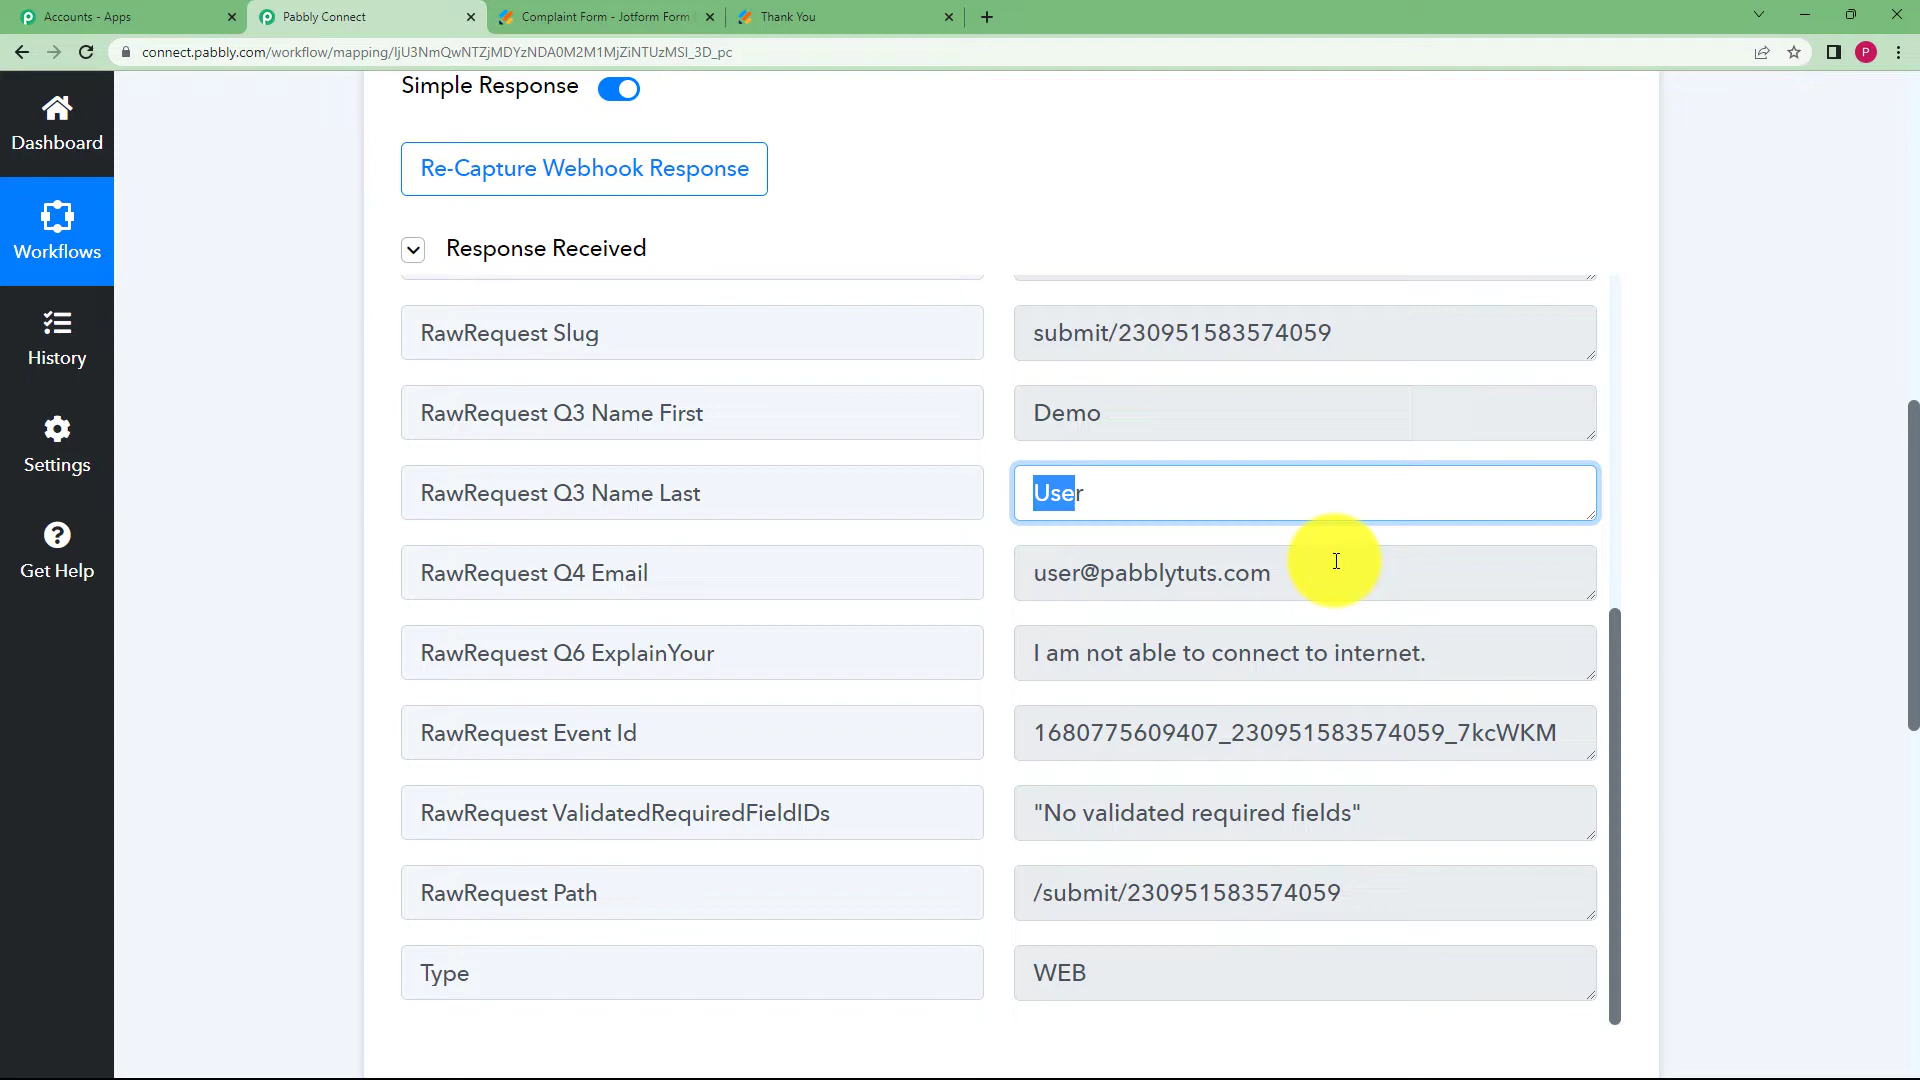 Accounts - Apps
Pabbly Connect
Complaint Form - Jotform Form
Thank You
connect.pabbly.com/workflow/mapping/IjU3NmQwNTZjMDYzNDA0M2M1MjZiNTUzMSI_3D_pc
P
Dashboard
Workflows
History
Settings
Get Help
Simple Response
Re-Capture Webhook Response
Response Received
RawRequest Slug
submit/230951583574059
RawRequest Q3 Name First
Demo
RawRequest Q3 Name Last
User
RawRequest Q4 Email
user@pabblytuts.com
RawRequest Q6 ExplainYour
I am not able to connect to internet.
RawRequest Event Id
1680775609407_230951583574059_7kcWKM
RawRequest ValidatedRequiredFieldIDs
"No validated required fields"
RawRequest Path
/submit/230951583574059
Type
WEB